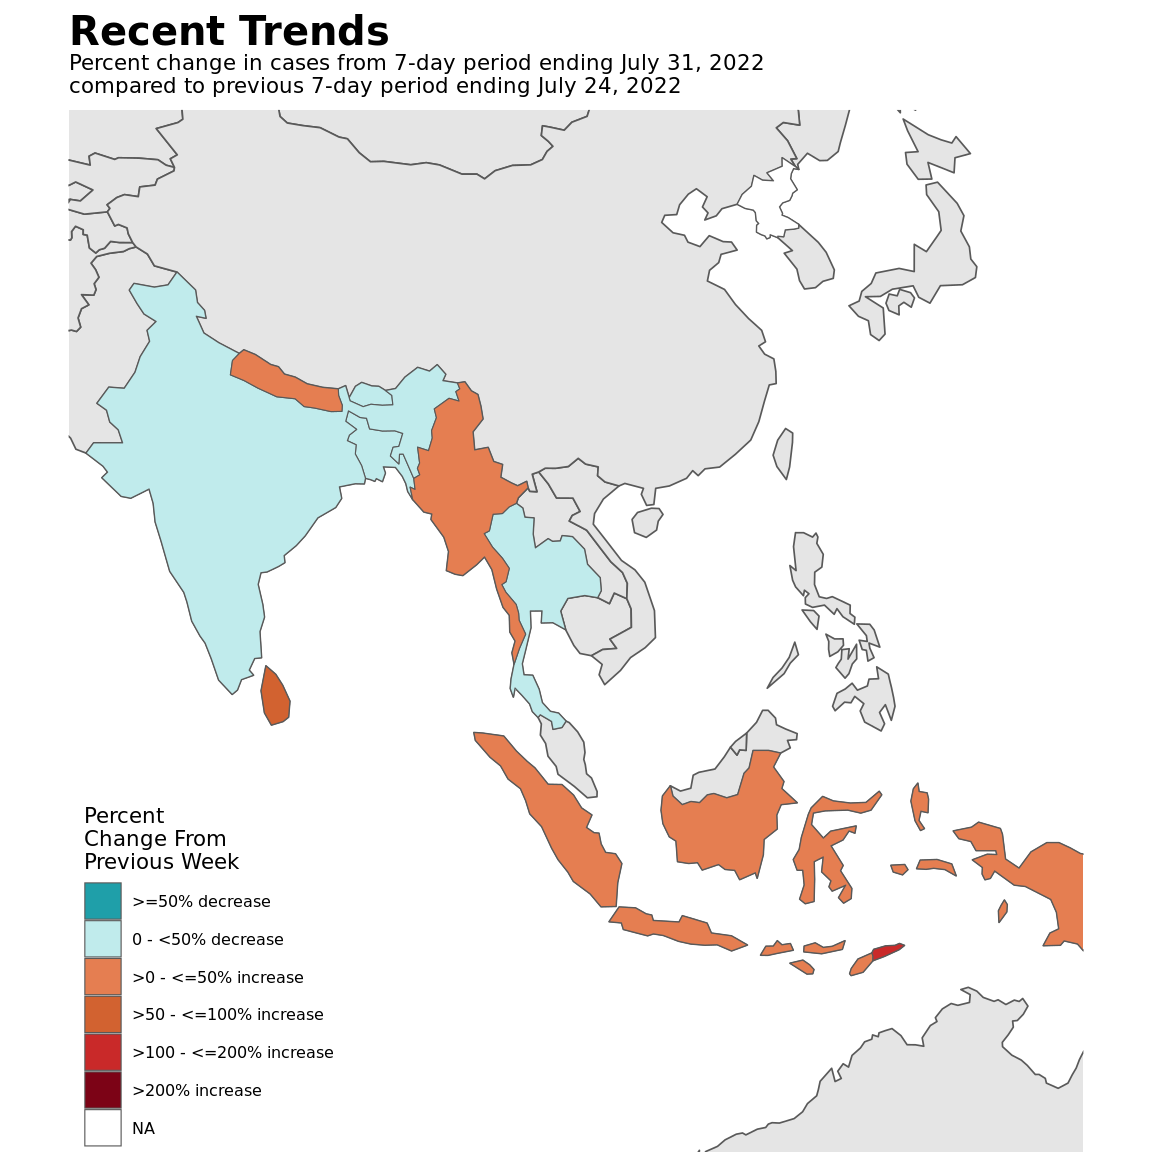 Recent Trends
Percent change in cases from 7-day period ending July 31, 2022
compared to previous 7-day period ending July 24, 2022
Percent
Change From
Previous Week
>=50% decrease
0 - <50% decrease
>0 - <=50% increase
>50 - <=100% increase
>100 - <=200% increase
>200% increase
NA